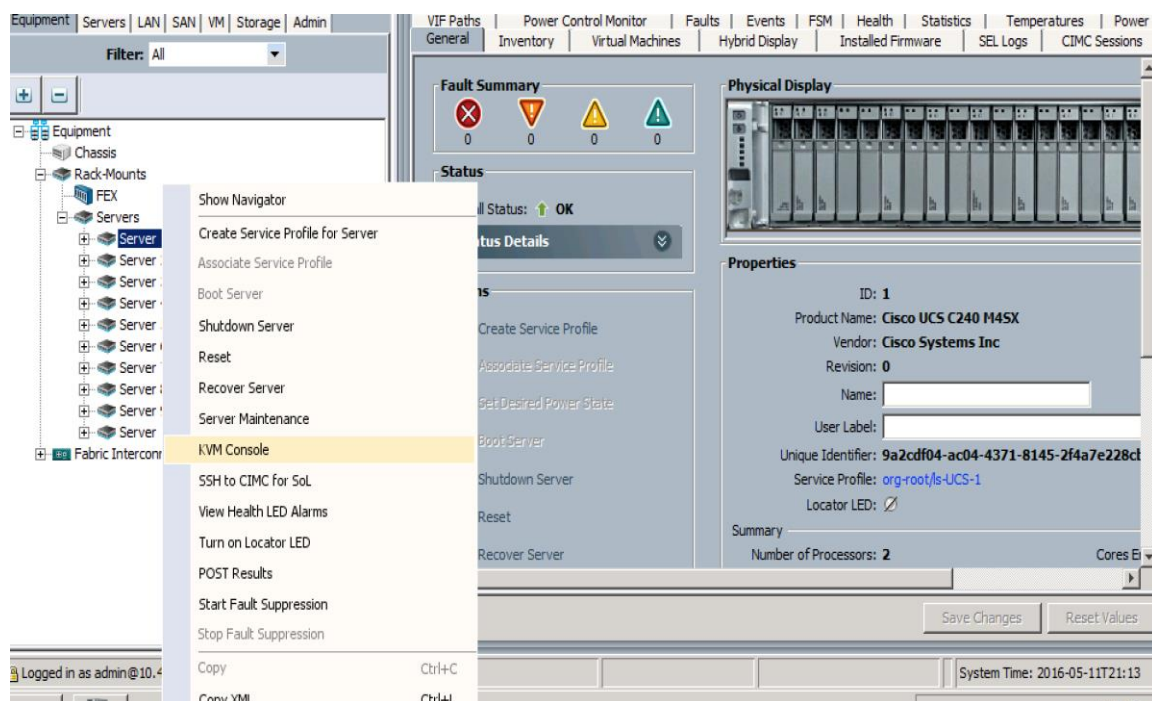 Equipment Servers LAN SAN VM Storage Admin
Filter: All
Equipment
Chassis
Rack-Mounts
FEX
Servers
Server
Server
Server
Server
Server
Server
Server
Server 8
Server
Server
Fabric
Show Navigator
Create Service Profile for Server
Associate Service Profile
Boot Server
Shutdown Server
Reset
Recover Server
Server Maintenance
KVM Console
SSH to CIMC for SoL
View Health LED Alarms
Turn on Locator LED
POST Results
Start Fault Suppression
Stop Fault Suppression
Copy Ctrl+C
Copy XML Ctrl+L
VIF Paths Power Control Monitor Faults Events FSM Health Statistics Temperatures Power
General Inventory Virtual Machines Hybrid Display Installed Firmware SEL Logs CIMC Sessions
Fault Summary
0 0 0 0
Status
Status: OK
Details
Create Service Profile
Associate Service Profile
Set Desired Power State
Boot Server
Shutdown Server
Reset
Recover Server
Physical Display
Properties
ID: 1
Product Name: Cisco UCS C240 M4SX
Vendor: Cisco Systems Inc
Revision: 0
Name:
User Label:
Unique Identifier: 9a2cdf04-ac04-4371-8145-2f4a7e228cb
Service Profile: org-root/ls-UCS-1
Locator LED:
Summary
Number of Processors: 2 Cores
Save Changes Reset Values
Logged in as admin@10.4
System Time: 2016-05-11T21:13